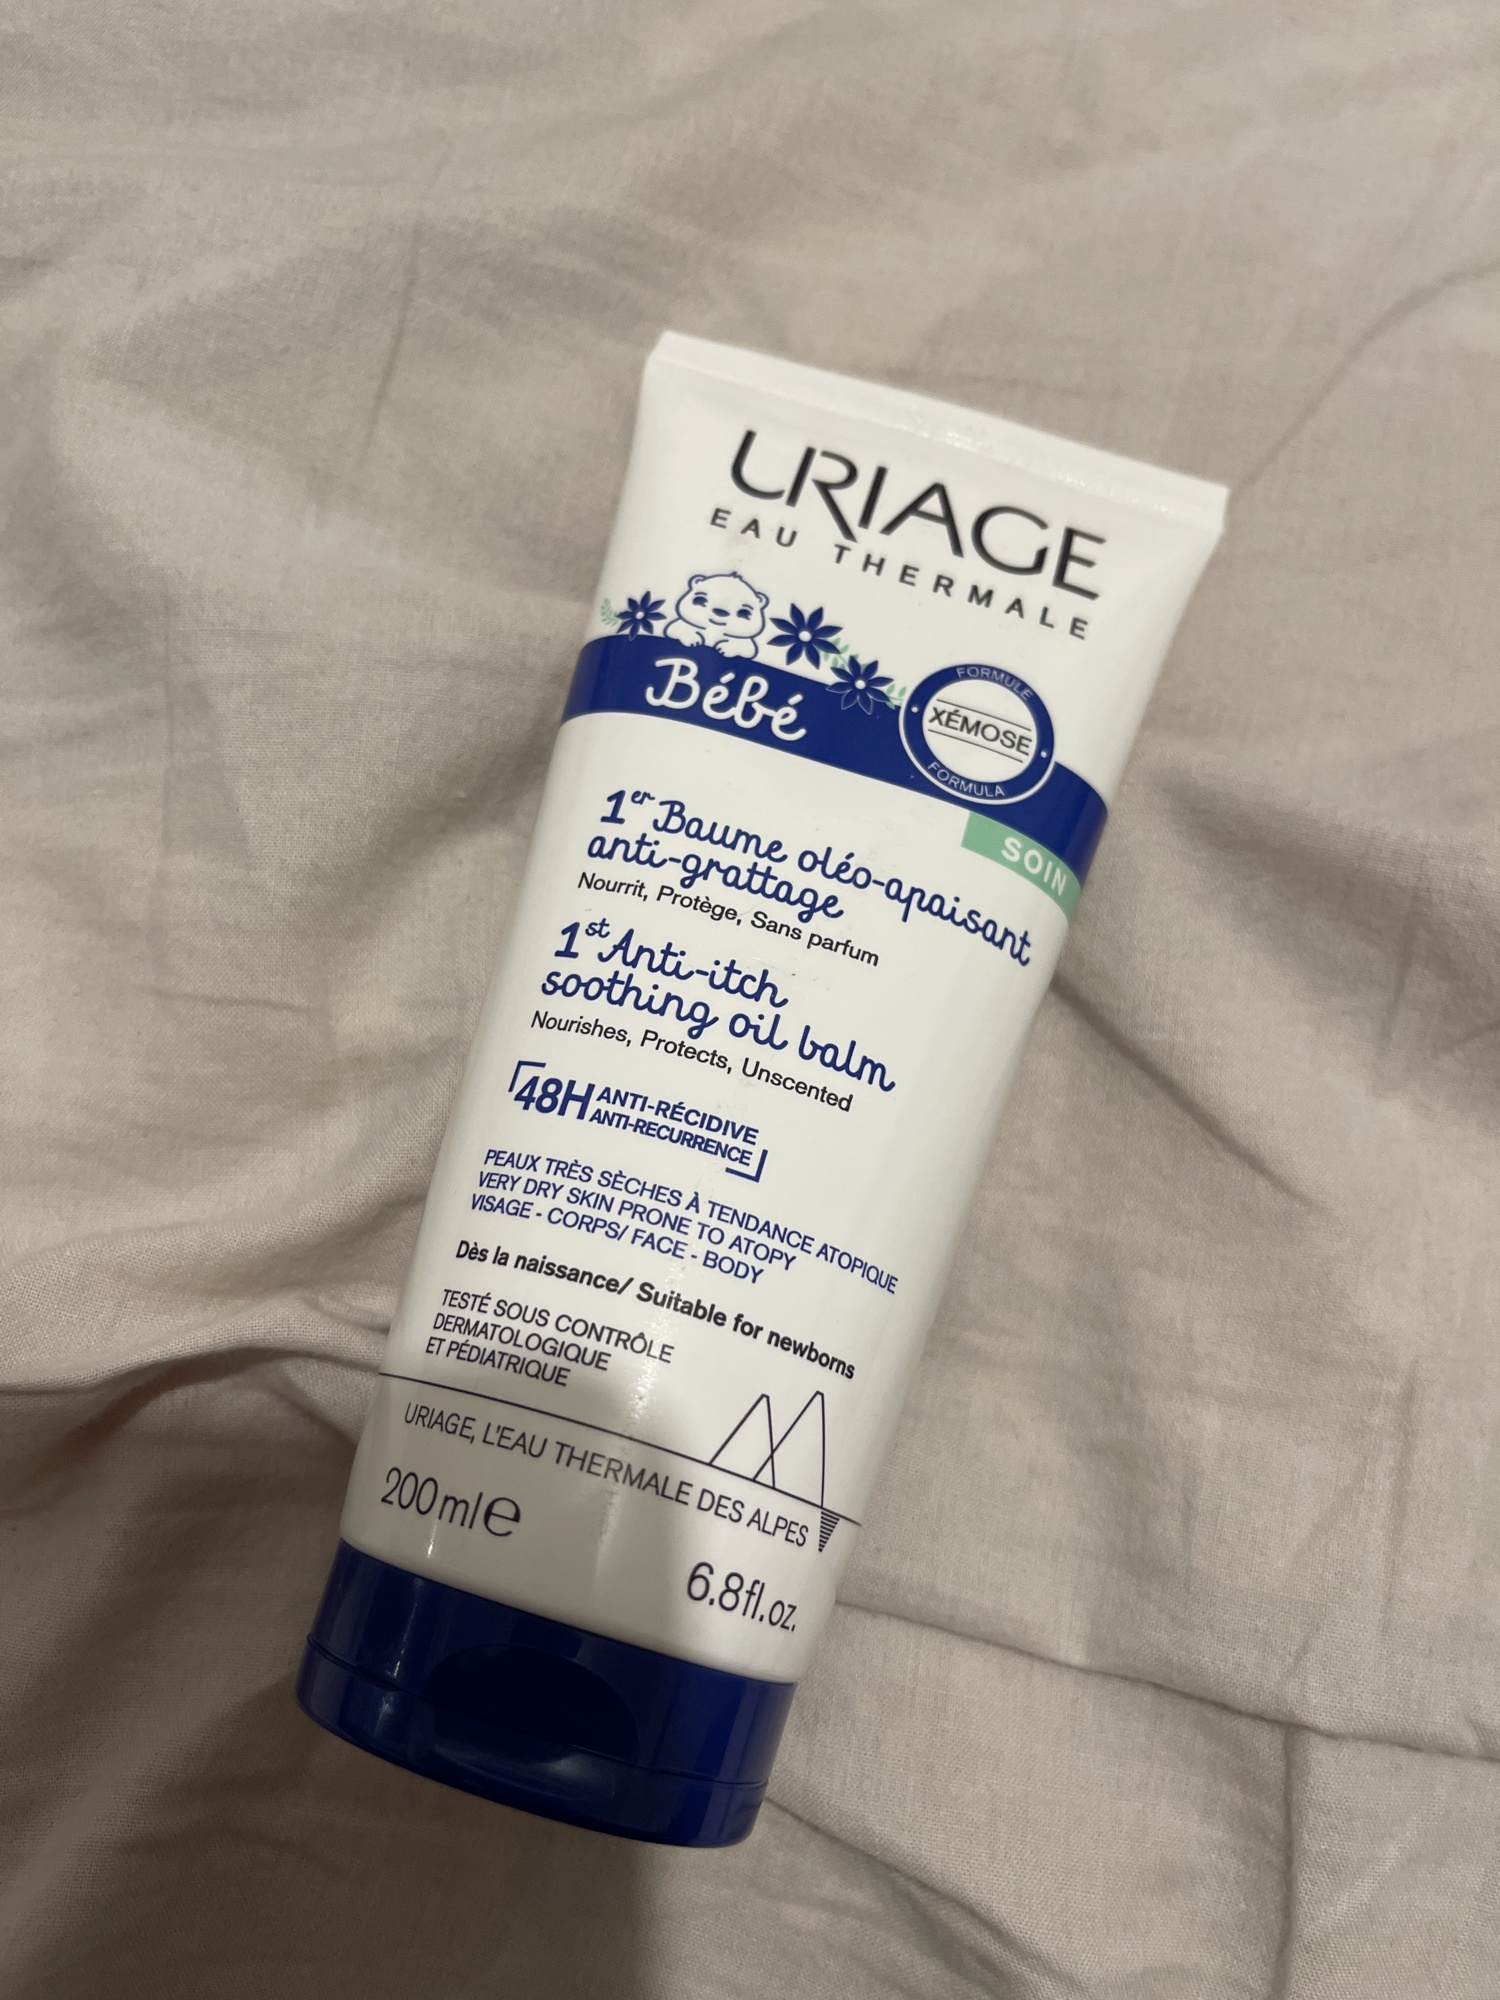 URIAGE
EAU THERMALE
Bébé
FORMULE
XÉMOSE
FORMULA
SOIN
1er Baume oléo-apaisant
anti-grattage
Nourrit, Protège, Sans parfum
1st Anti-itch
soothing oil balm
Nourishes, Protects, Unscented
48H ANTI-RÉCIDIVE
ANTI-RECURRENCE
PEAUX TRÈS SÈCHES À TENDANCE ATOPIQUE
VERY DRY SKIN PRONE TO ATOPY
VISAGE - CORPS/ FACE - BODY
Dès la naissance/ Suitable for newborns
TESTÉ SOUS CONTRÔLE
DERMATOLOGIQUE
ET PÉDIATRIQUE
URIAGE, L'EAU THERMALE DES ALPES
200ml℮
6.8fl.oz.